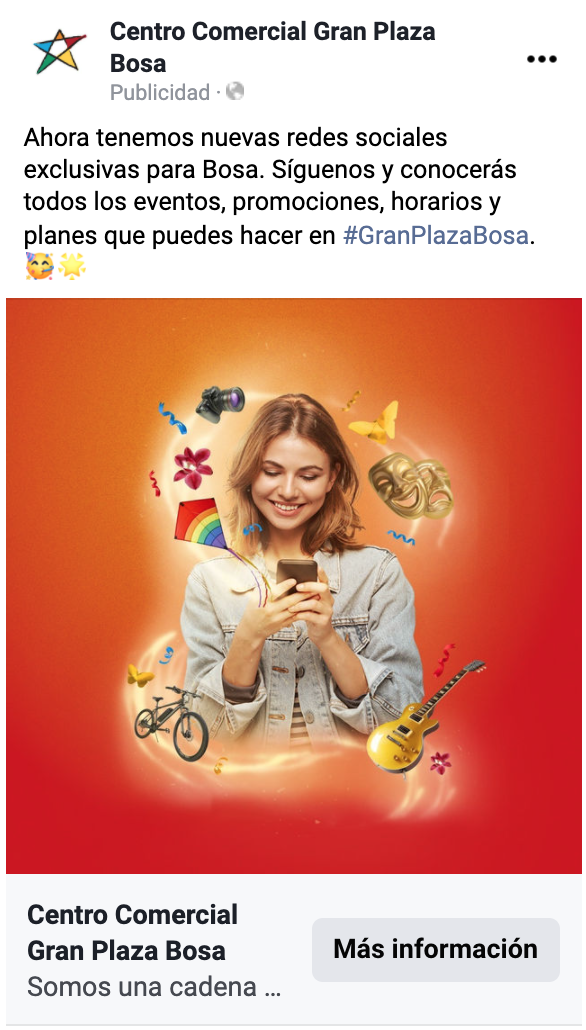 Centro Comercial Gran Plaza
Bosa
Publicidad ·
Ahora tenemos nuevas redes sociales
exclusivas para Bosa. Síguenos y conocerás
todos los eventos, promociones, horarios y
planes que puedes hacer en #GranPlazaBosa.
🥳🌟
Centro Comercial
Gran Plaza Bosa
Somos una cadena ...
Más información